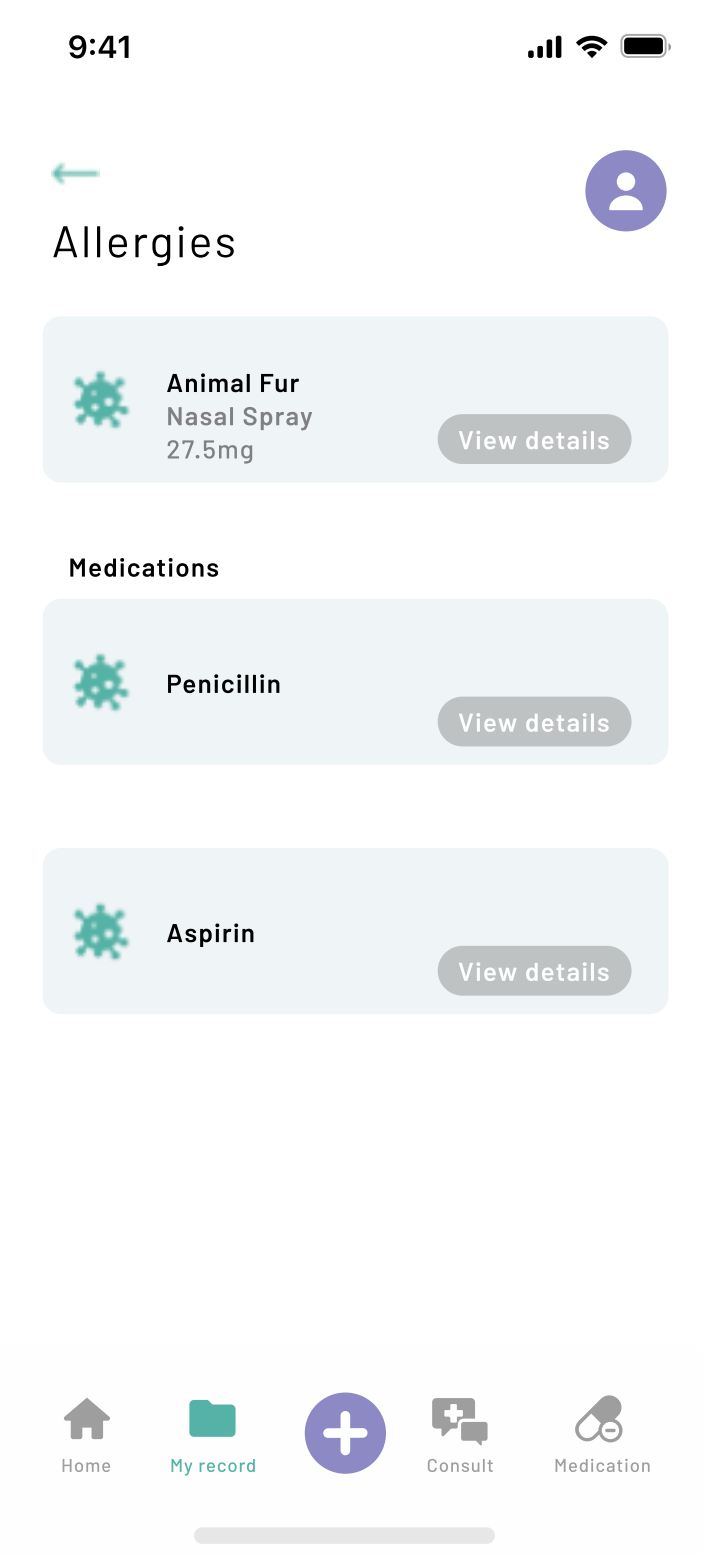 9:41
Allergies
Animal Fur
Nasal Spray
27.5mg
View details
Medications
Penicillin
View details
Aspirin
View details
Home
My record
Consult
Medication